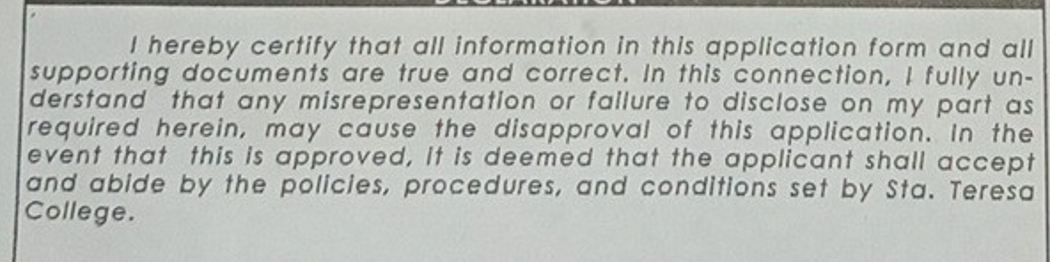 DECLARATION
I hereby certify that all information in this application form and all
supporting documents are true and correct. In this connection, I fully un-
derstand that any misrepresentation or failure to disclose on my part as
required herein, may cause the disapproval of this application. In the
event that this is approved, it is deemed that the applicant shall accept
and abide by the policies, procedures, and conditions set by Sta. Teresa
College.